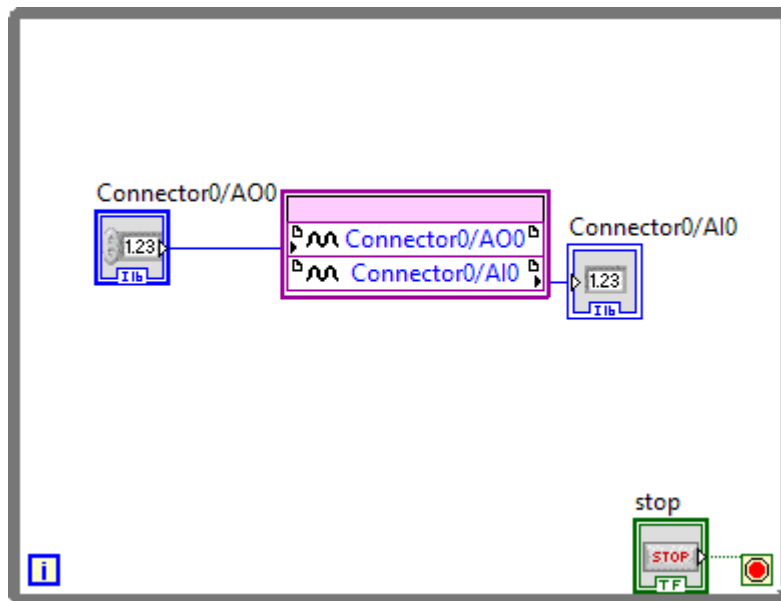 Connector0/AO0
1.23
I16
Connector0/AO0
Connector0/AI0
Connector0/AI0
1.23
I16
stop
STOP
TF
i